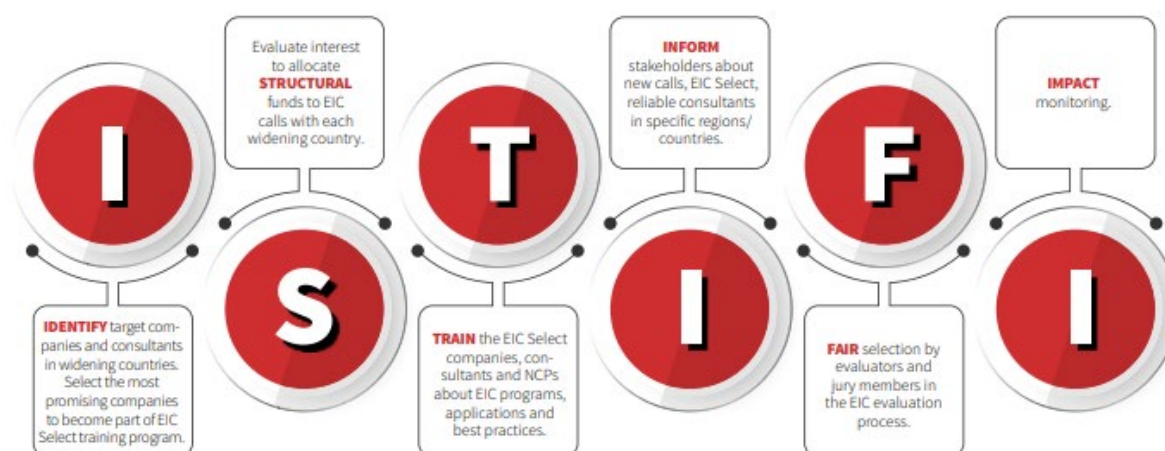 I
IDENTIFY target com-
panies and consultants
in widening countries.
Select the most
promising companies
to become part of EIC
Select training program.
Evaluate interest
to allocate
STRUCTURAL
funds to EIC
calls with each
widening country.
S
T
TRAIN the EIC Select
companies, con-
sultants and NCPs
about EIC programs,
applications and
best practices.
INFORM
stakeholders about
new calls, EIC Select,
reliable consultants
in specific regions/
countries.
I
F
FAIR selection by
evaluators and
jury members in
the EIC evaluation
process.
IMPACT
monitoring.
I